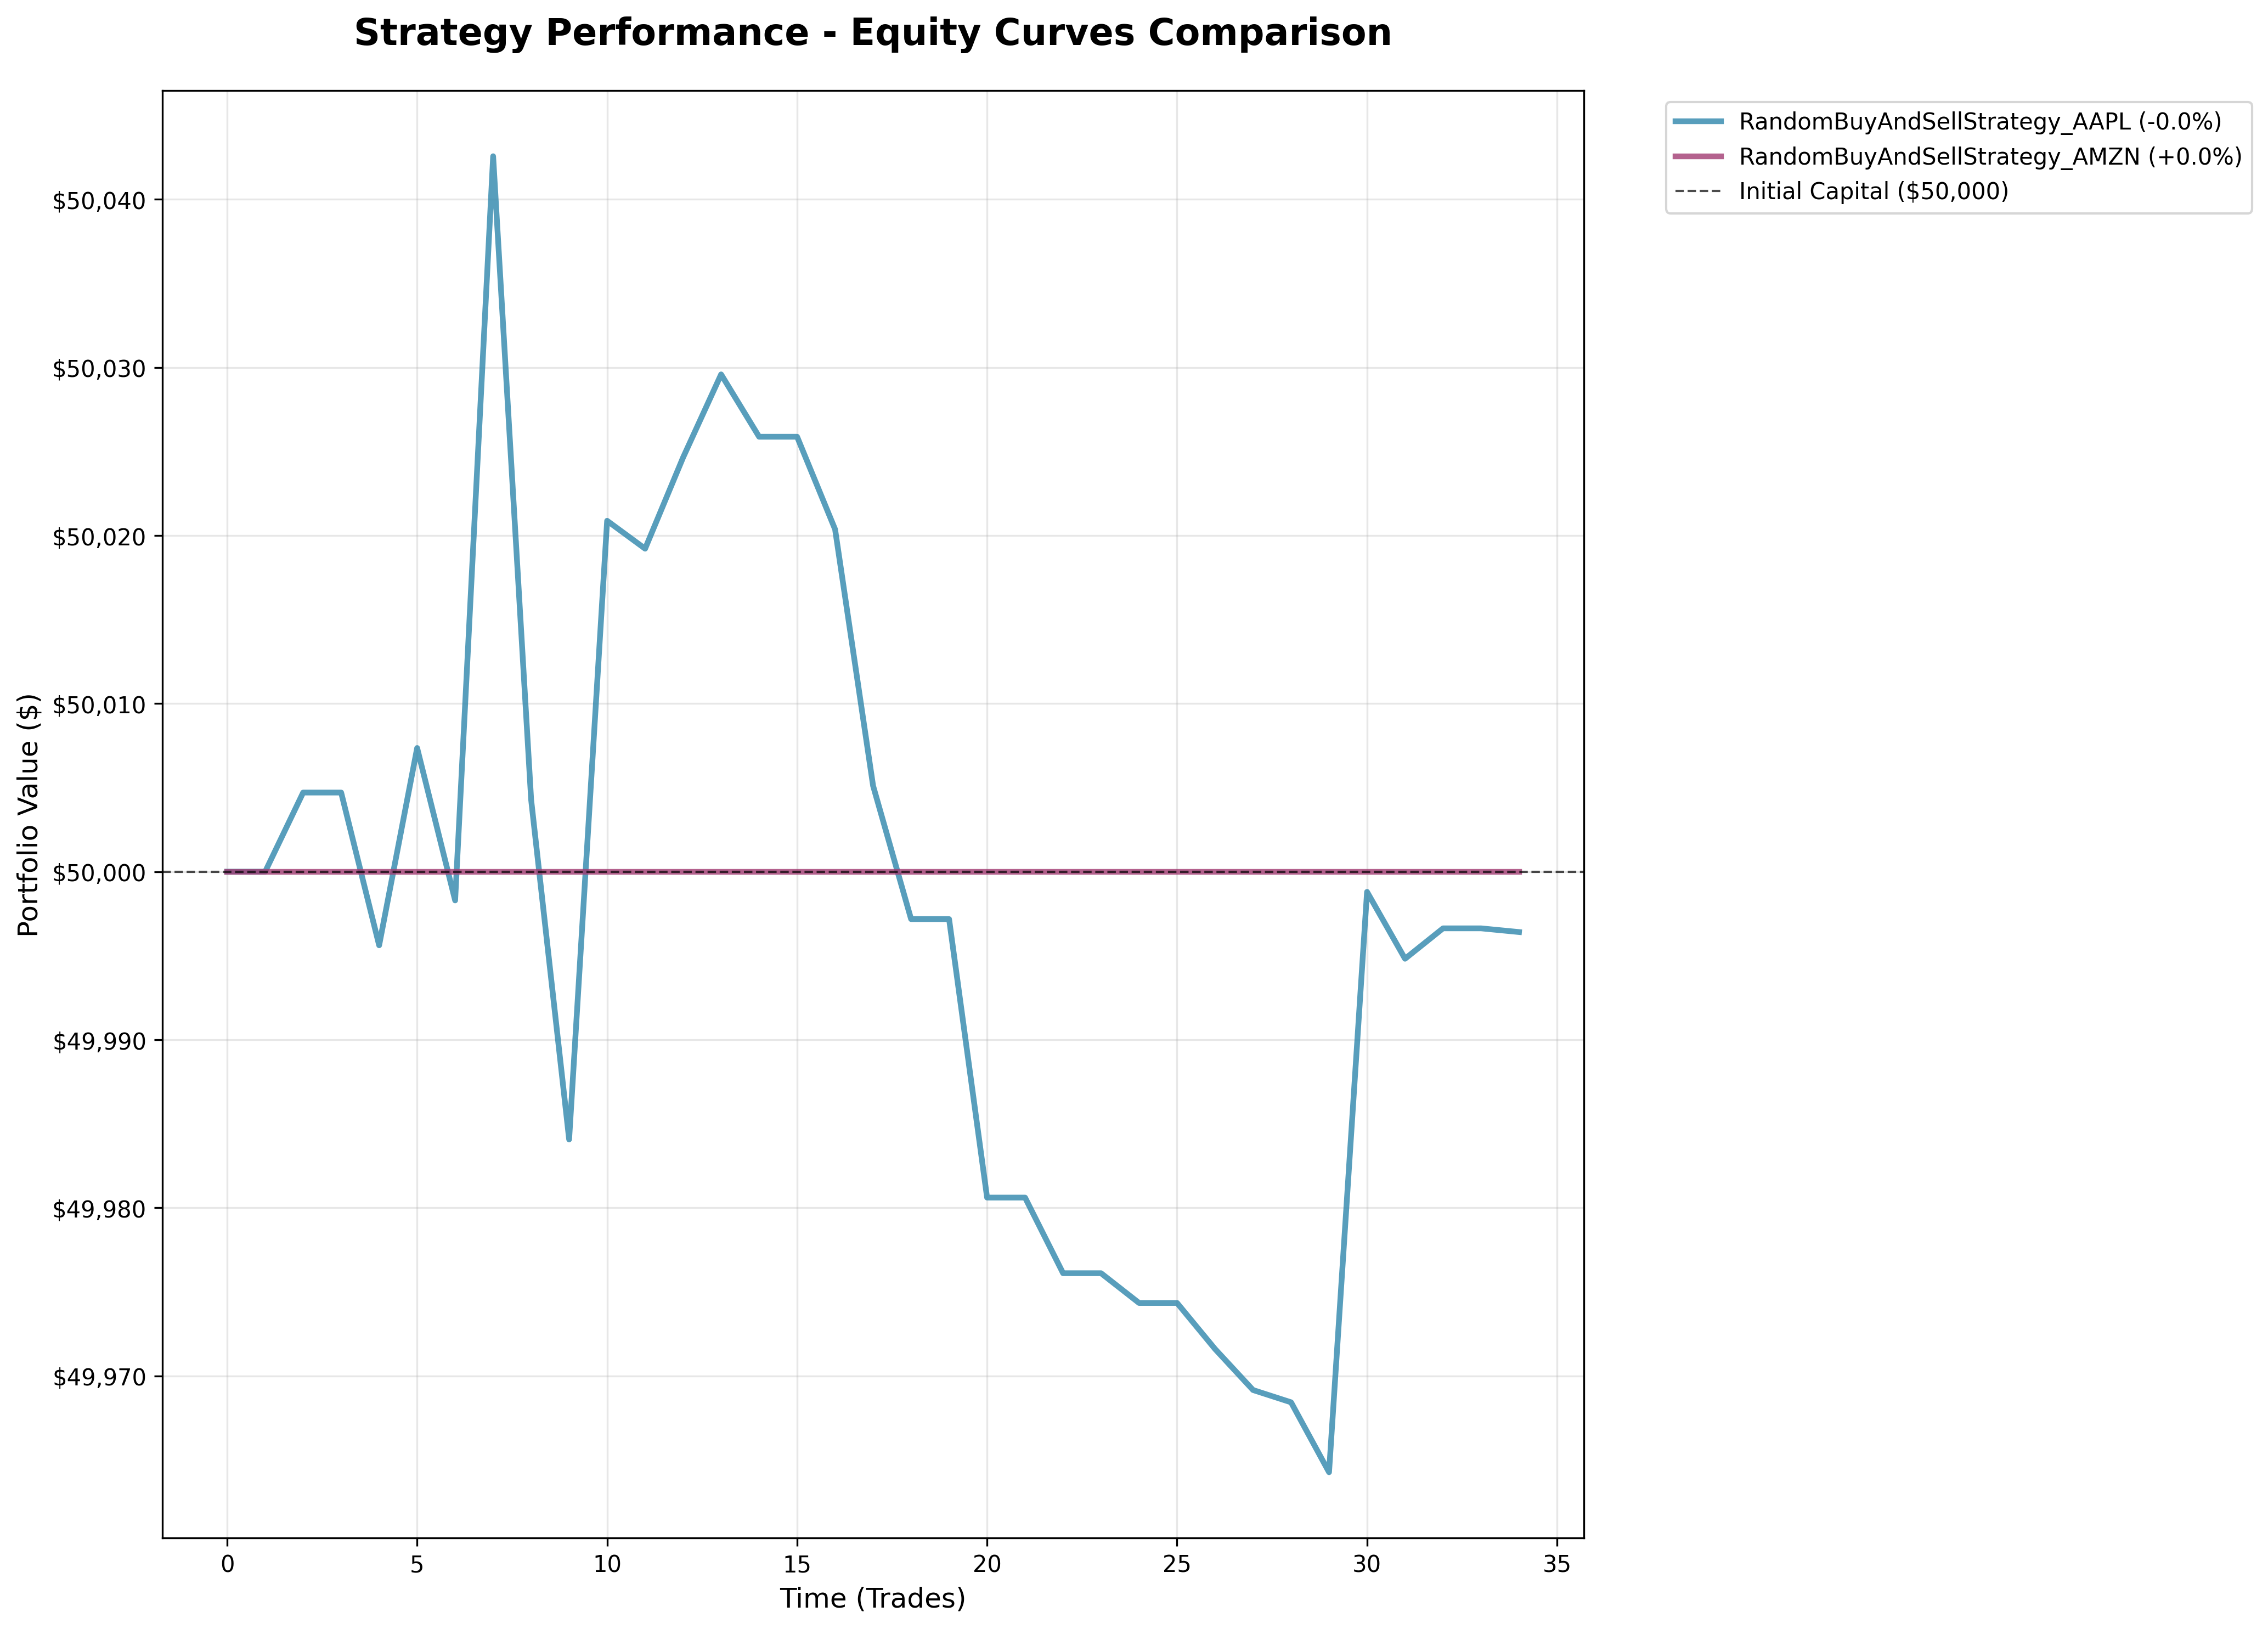 Strategy Performance - Equity Curves Comparison
RandomBuyAndSellStrategy_AAPL (-0.0%)
RandomBuyAndSellStrategy_AMZN (+0.0%)
Initial Capital ($50,000)
Portfolio Value ($)
$50,040
$50,030
$50,020
$50,010
$50,000
$49,990
$49,980
$49,970
0 5 10 15 20 25 30 35
Time (Trades)